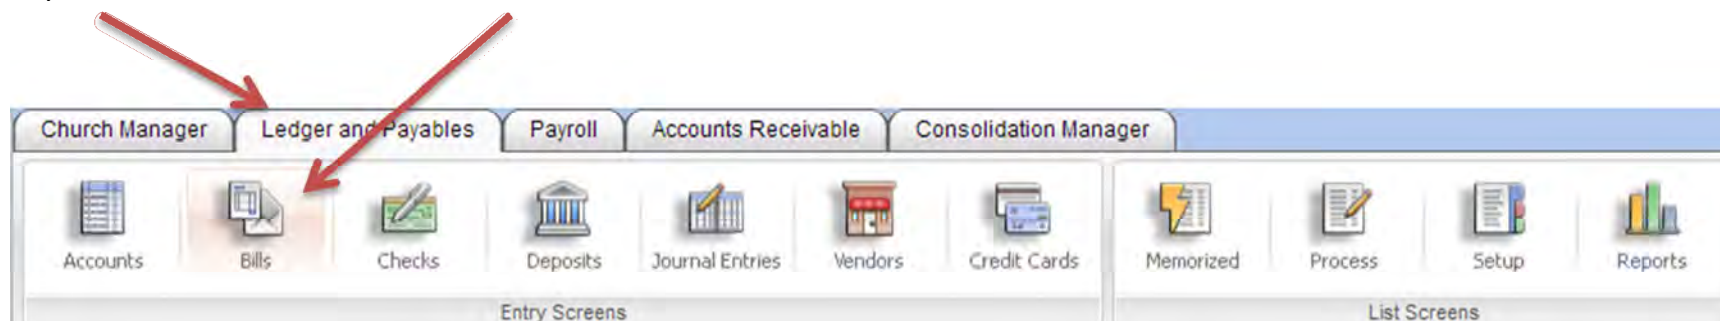 Church Manager Ledger and Payables Payroll Accounts Receivable Consolidation Manager
Accounts Bills Checks Deposits Journal Entries Vendors Credit Cards Memorized Process Setup Reports
Entry Screens List Screens